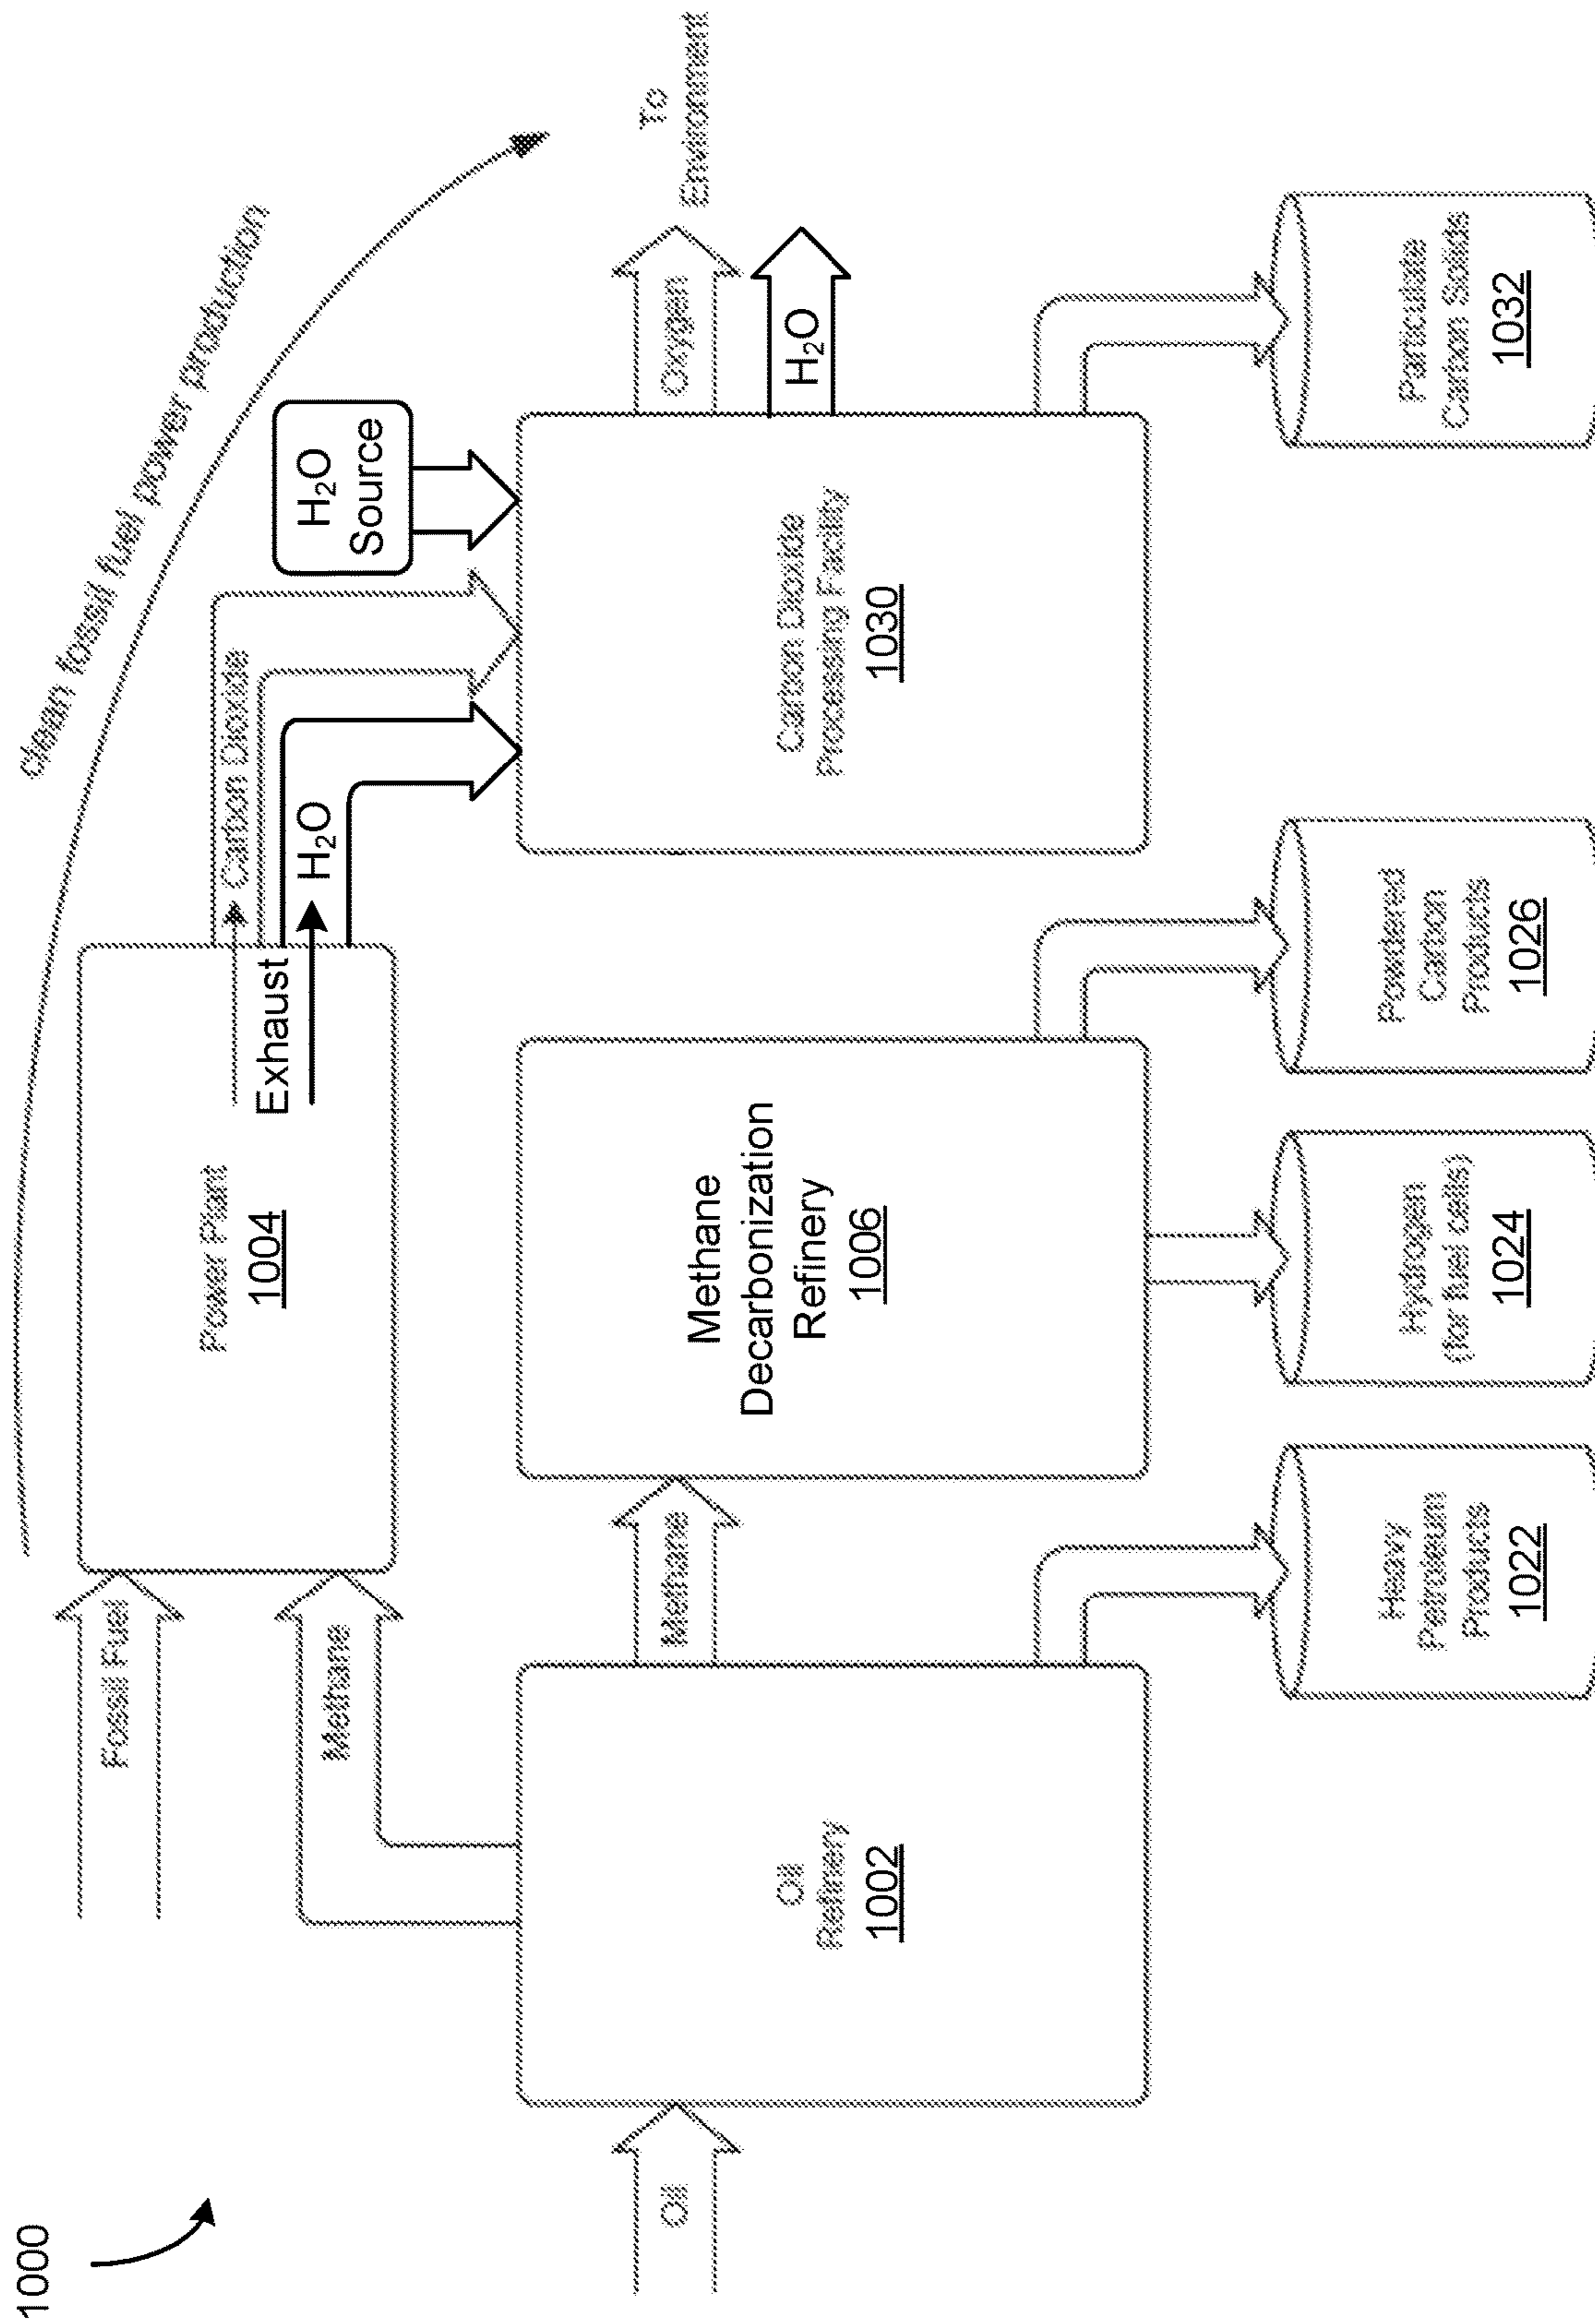 1000
clean fossil fuel power production
Fossil Fuel
Methane
Power Plant
1004
Exhaust
Carbon Dioxide
H₂O
H₂O
Source
Oil
Oil
Refinery
1002
Methane
Methane
Decarbonization
Refinery
1006
Carbon Dioxide
Processing Facility
1030
Oxygen
H₂O
To
Environment
Heavy
Petroleum
Products
1022
Hydrogen
(for fuel cells)
1024
Powdered
Carbon
Products
1026
Particulate
Carbon Solids
1032